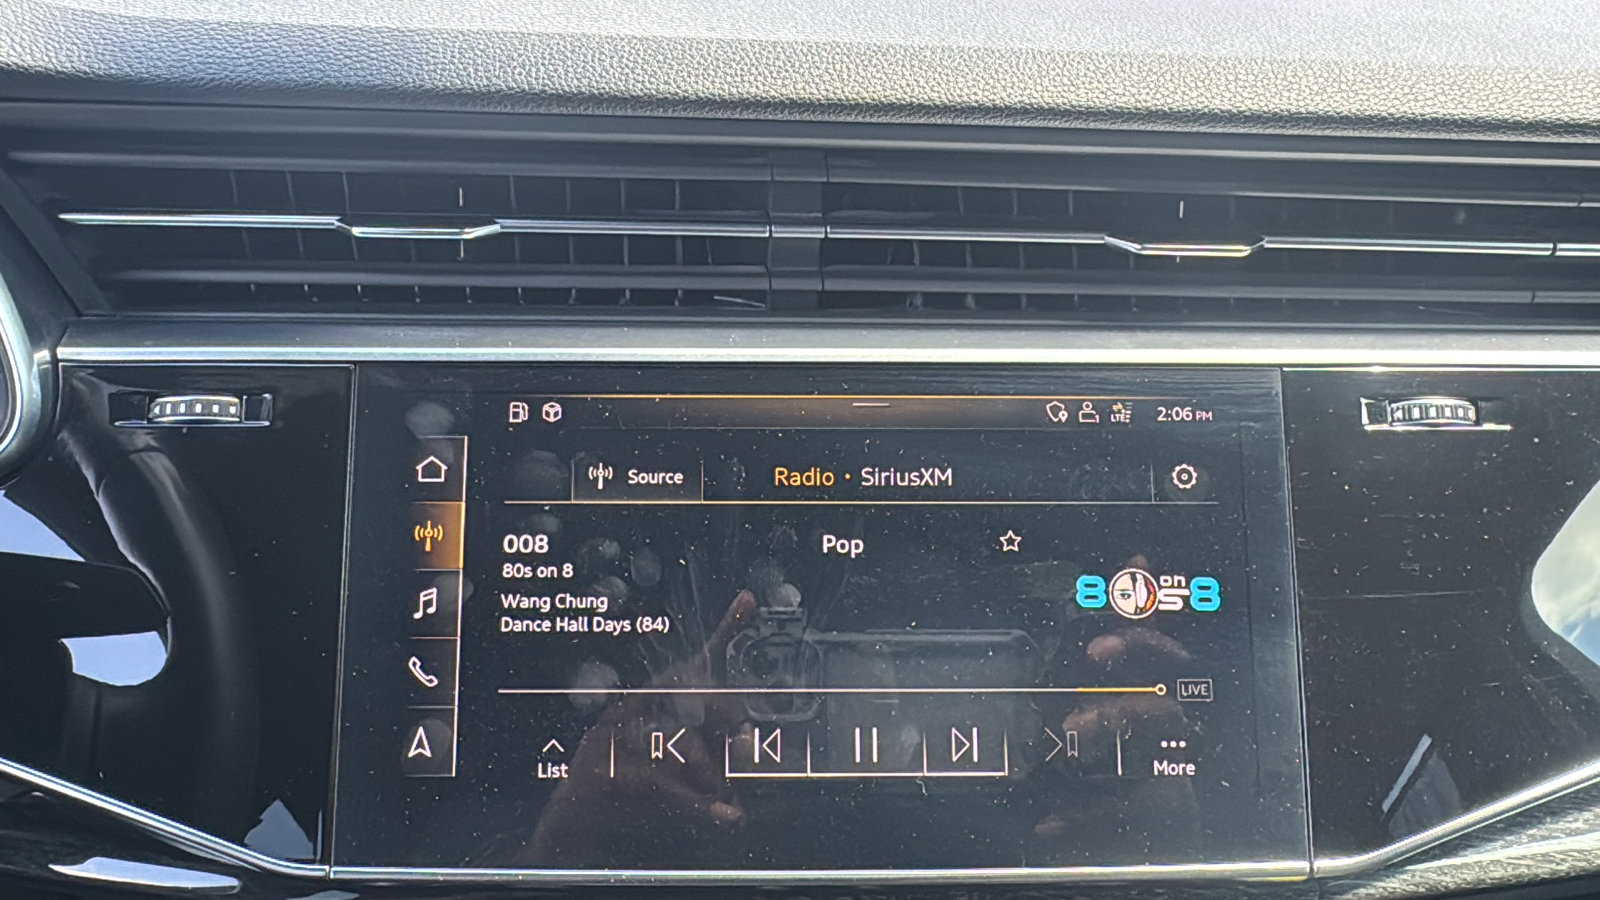 LTE
2:06 PM
Source
Radio • SiriusXM
008
Pop
80s on 8
8 on s 8
Wang Chung
Dance Hall Days (84)
LIVE
List
More